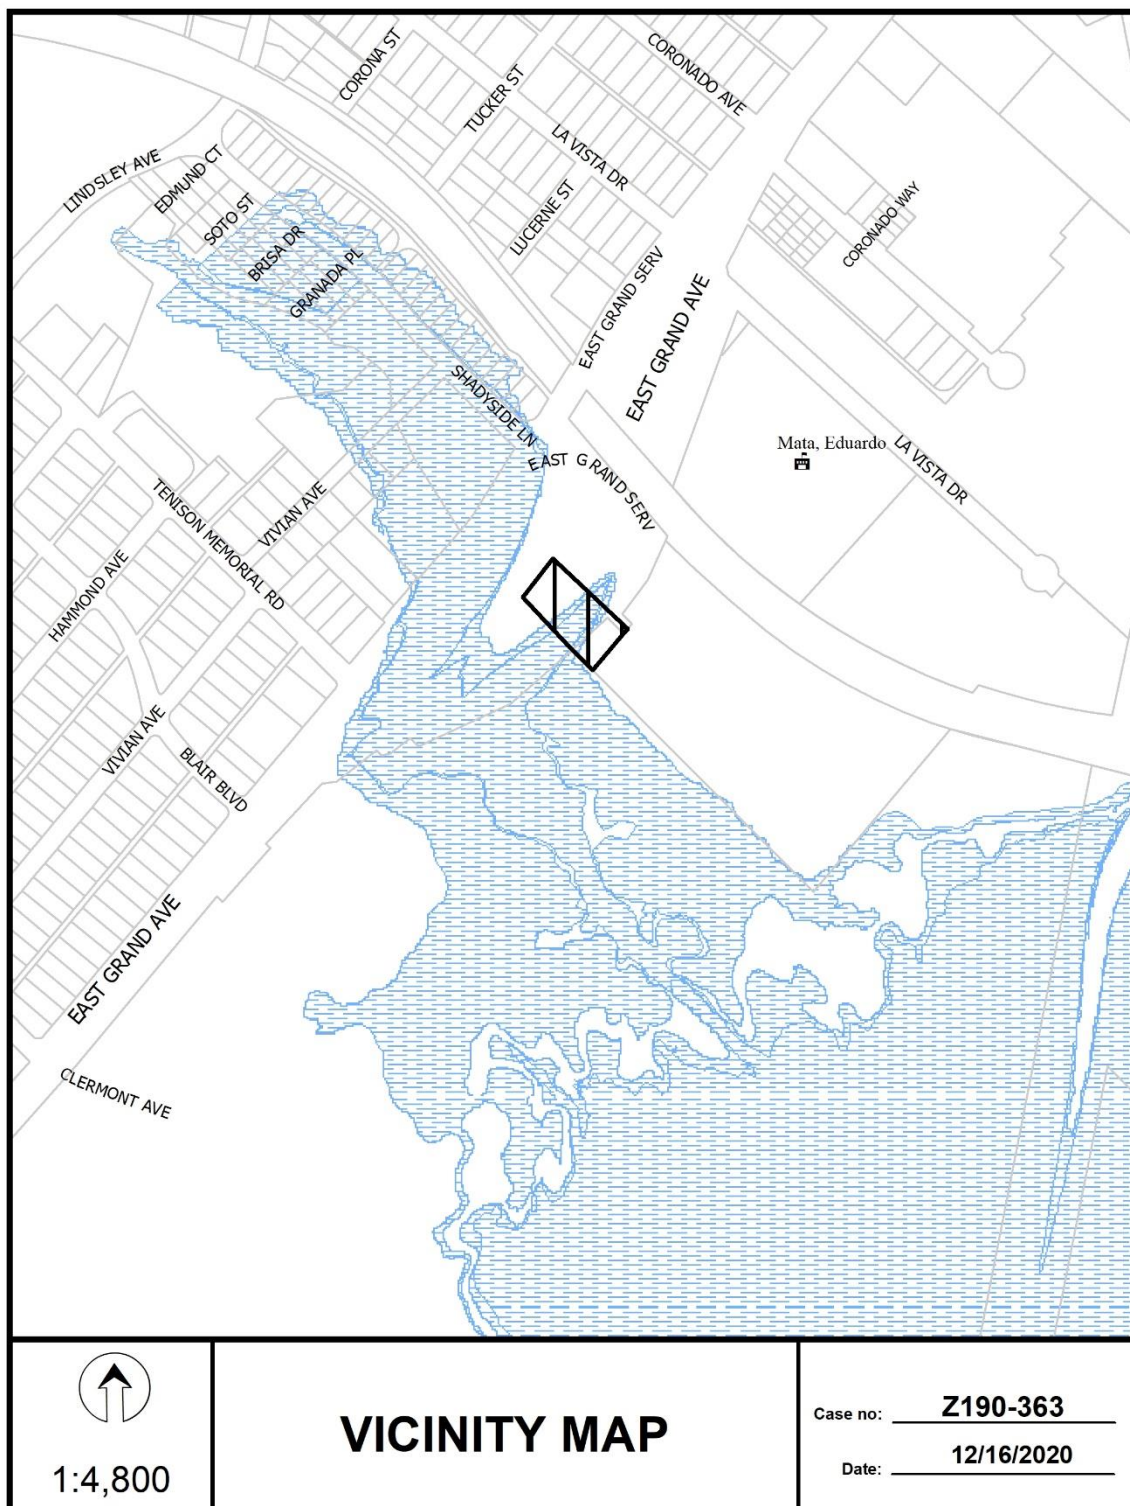 CORONA ST
CORONADO AVE
TUCKER ST
LA VISTA DR
LINDSLEY AVE
EDMUND CT
SOTO ST
LUCERNE ST
CORONADO WAY
BRISA DR
GRANADA PL
EAST GRAND SERV
EAST GRAND AVE
SHADYSIDE LN
EAST GRAND SERV
Mata, Eduardo
LA VISTA DR
TENISON MEMORIAL RD
VIVIAN AVE
HAMMOND AVE
VIVIAN AVE
BLAIR BLVD
EAST GRAND AVE
CLERMONT AVE
1:4,800
VICINITY MAP
Case no: Z190-363
Date: 12/16/2020